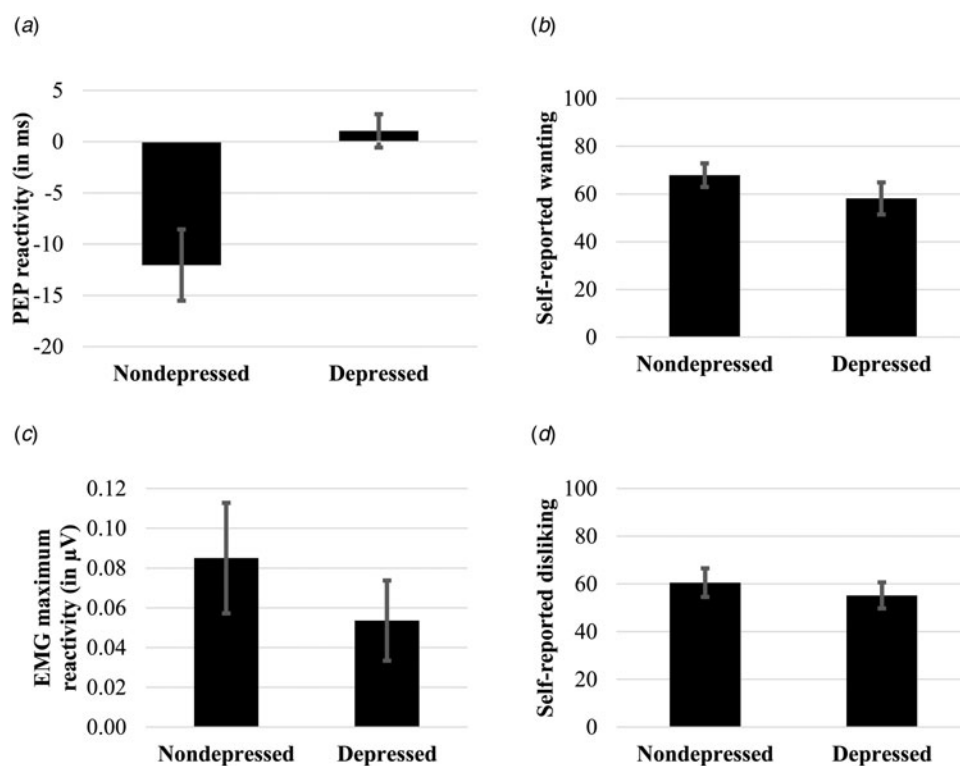 (a)
PEP reactivity (in ms)
5
0
-5
-10
-15
-20
Nondepressed Depressed
(b)
Self-reported wanting
100
80
60
40
20
0
Nondepressed Depressed
(c)
EMG maximum
reactivity (in μV)
0.12
0.10
0.08
0.06
0.04
0.02
0.00
Nondepressed Depressed
(d)
Self-reported disliking
100
80
60
40
20
0
Nondepressed Depressed